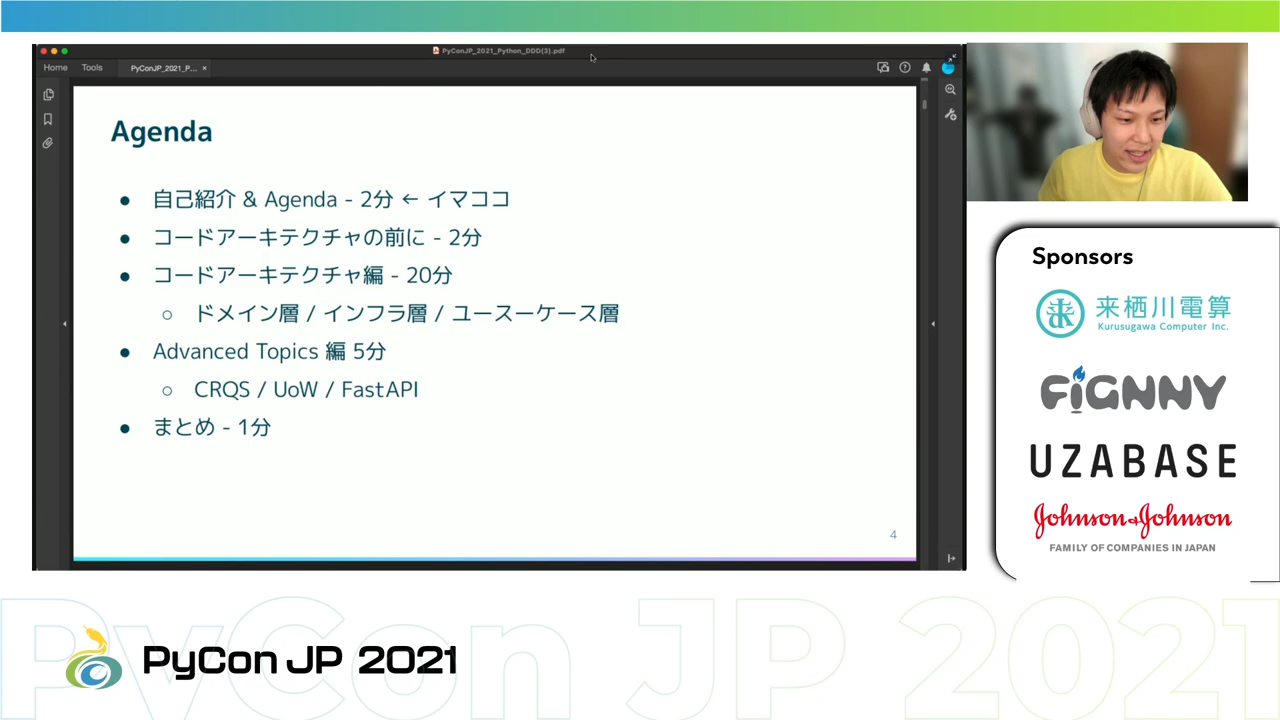 PyConJP_2021_Python_DDD(3).pdf
Home Tools PyConJP_2021_P... ×
Agenda
● 自己紹介 & Agenda - 2分 ← イマココ
● コードアーキテクチャの前に - 2分
● コードアーキテクチャ編 - 20分
○ ドメイン層 / インフラ層 / ユースーケース層
● Advanced Topics 編 5分
○ CRQS / UoW / FastAPI
● まとめ - 1分
4
Sponsors
来栖川電算
Kurusugawa Computer Inc.
FiGNNY
UZABASE
Johnson & Johnson
FAMILY OF COMPANIES IN JAPAN
PyCon JP 2021
PyCon JP 2021